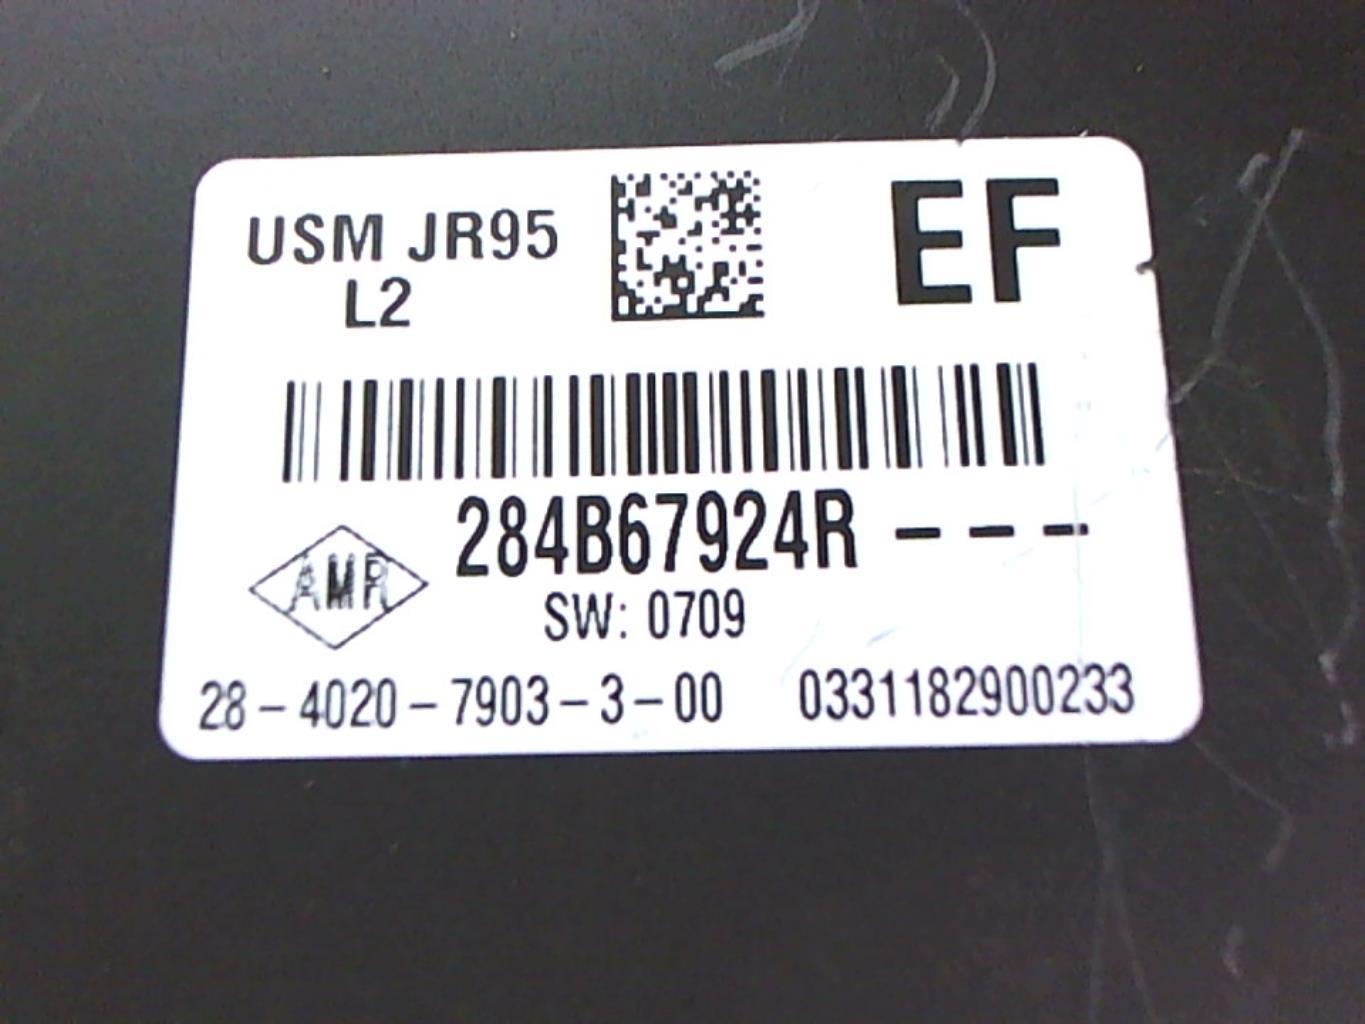 USM JR95
L2
EF
284B67924R - - -
AMR
SW: 0709
28-4020-7903-3-00 0331182900233